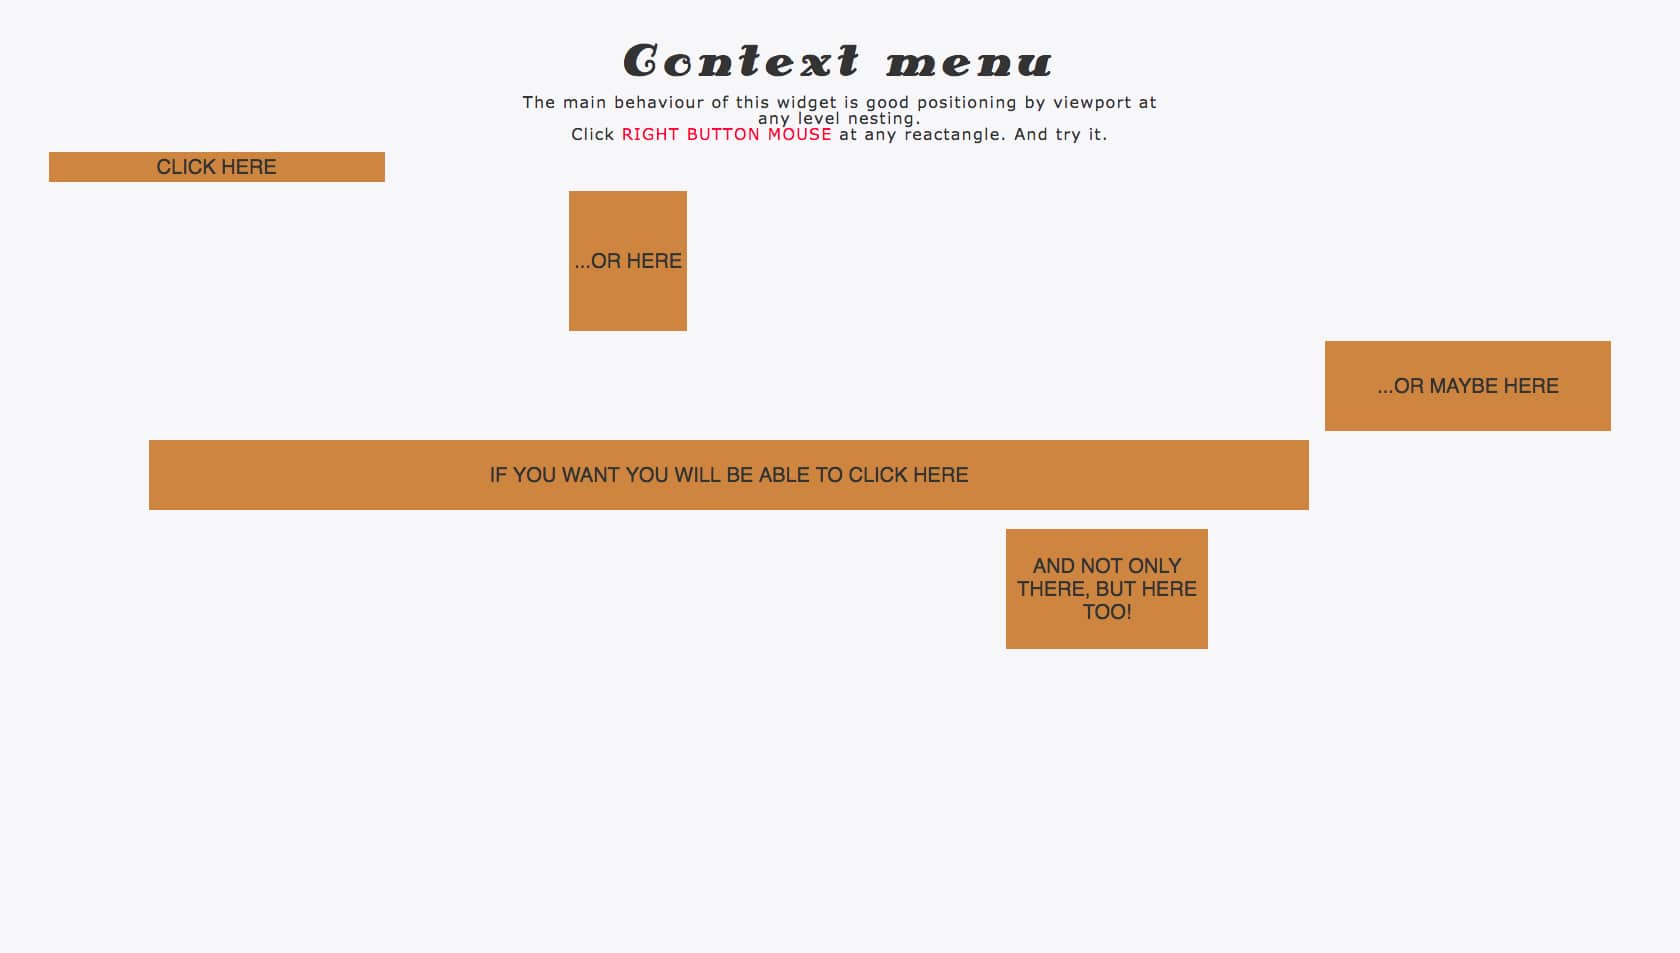 Context menu
The main behaviour of this widget is good positioning by viewport at
any level nesting.
Click RIGHT BUTTON MOUSE at any reactangle. And try it.
CLICK HERE
...OR HERE
...OR MAYBE HERE
IF YOU WANT YOU WILL BE ABLE TO CLICK HERE
AND NOT ONLY
THERE, BUT HERE
TOO!